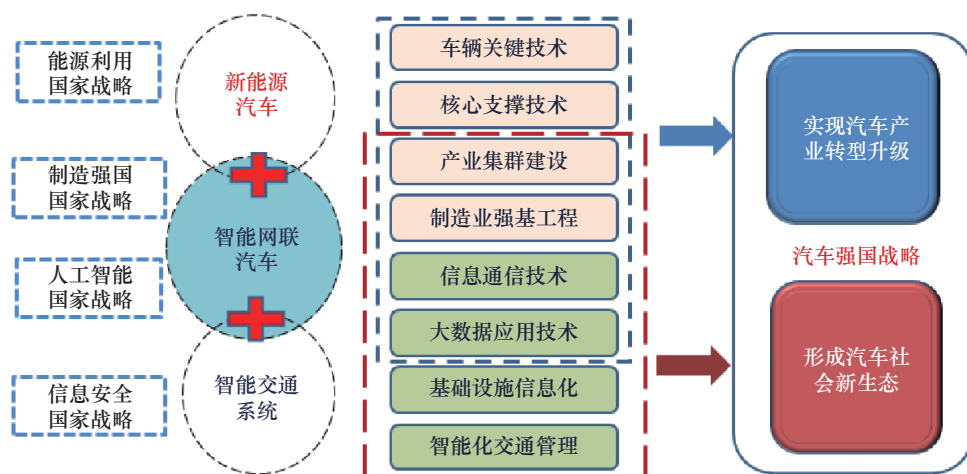 能源利用
国家战略
制造强国
国家战略
人工智能
国家战略
信息安全
国家战略
新能源
汽车
智能网联
汽车
智能交通
系统
车辆关键技术
核心支撑技术
产业集群建设
制造业强基工程
信息通信技术
大数据应用技术
基础设施信息化
智能化交通管理
实现汽车产
业转型升级
汽车强国战略
形成汽车社
会新生态